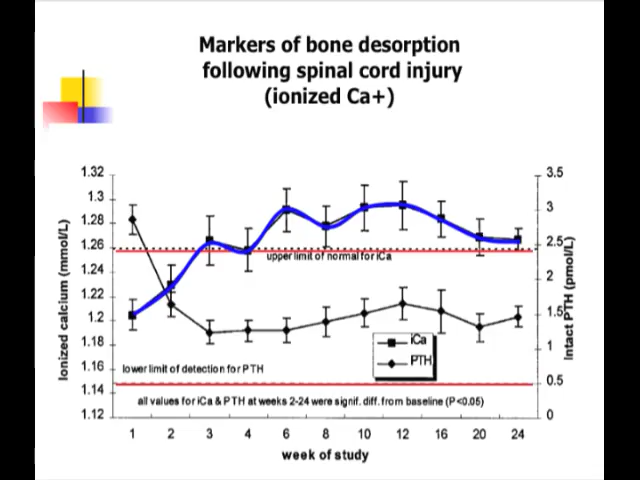 Markers of bone desorption
following spinal cord injury
(ionized Ca+)
1.32
1.3
1.28
1.26
1.24
1.22
1.2
1.18
1.16
1.14
1.12
Ionized calcium (mmol/L)
3.5
3
2.5
2
1.5
1
0.5
0
Intact PTH (pmol/L)
upper limit of normal for iCa
iCa
PTH
lower limit of detection for PTH
all values for iCa & PTH at weeks 2-24 were signif. diff. from baseline (P<0.05)
1 2 3 4 6 8 10 12 16 20 24
week of study